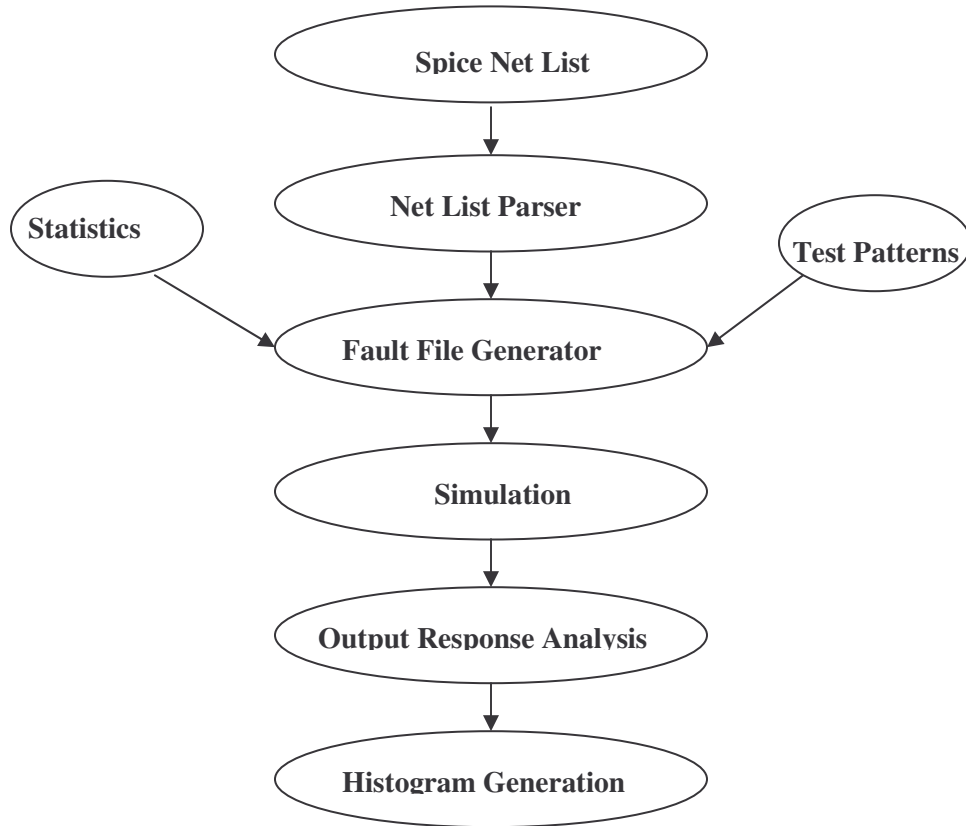 Spice Net List
Net List Parser
Statistics
Test Patterns
Fault File Generator
Simulation
Output Response Analysis
Histogram Generation